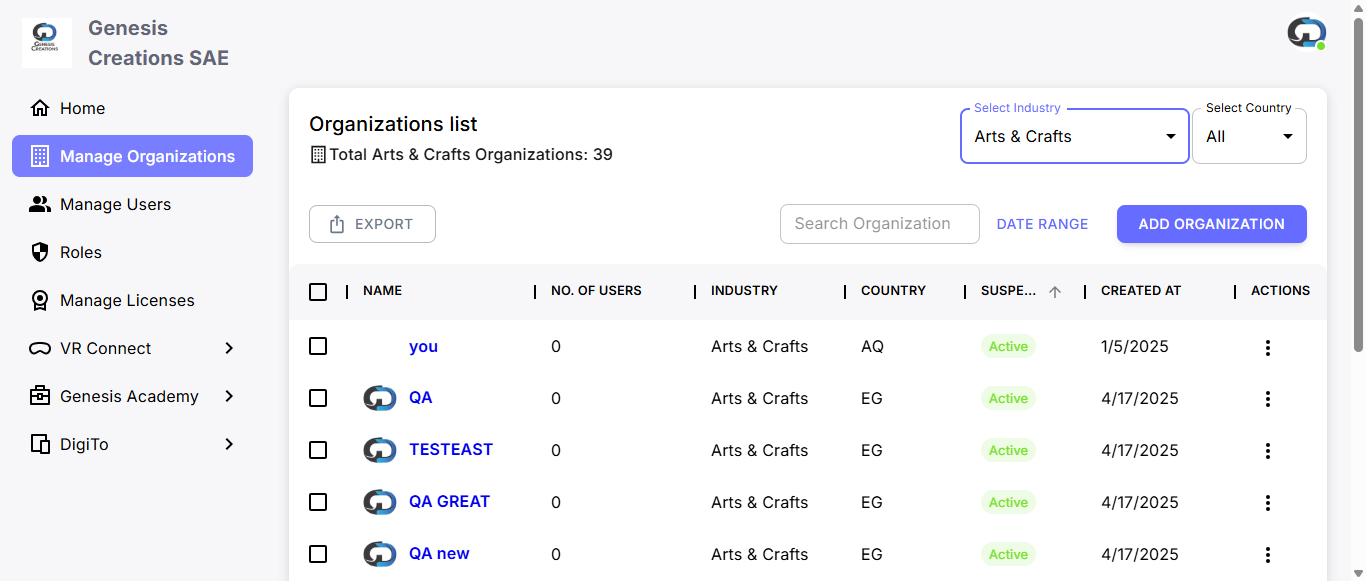 GENESIS
CREATIONS
Genesis
Creations SAE
Home
Manage Organizations
Manage Users
Roles
Manage Licenses
VR Connect
Genesis Academy
DigiTo
Organizations list
Total Arts & Crafts Organizations: 39
Select Industry
Arts & Crafts
Select Country
All
EXPORT
Search Organization
DATE RANGE
ADD ORGANIZATION
NAME NO. OF USERS INDUSTRY COUNTRY SUSPE... CREATED AT ACTIONS
you 0 Arts & Crafts AQ Active 1/5/2025
QA 0 Arts & Crafts EG Active 4/17/2025
TESTEAST 0 Arts & Crafts EG Active 4/17/2025
QA GREAT 0 Arts & Crafts EG Active 4/17/2025
QA new 0 Arts & Crafts EG Active 4/17/2025